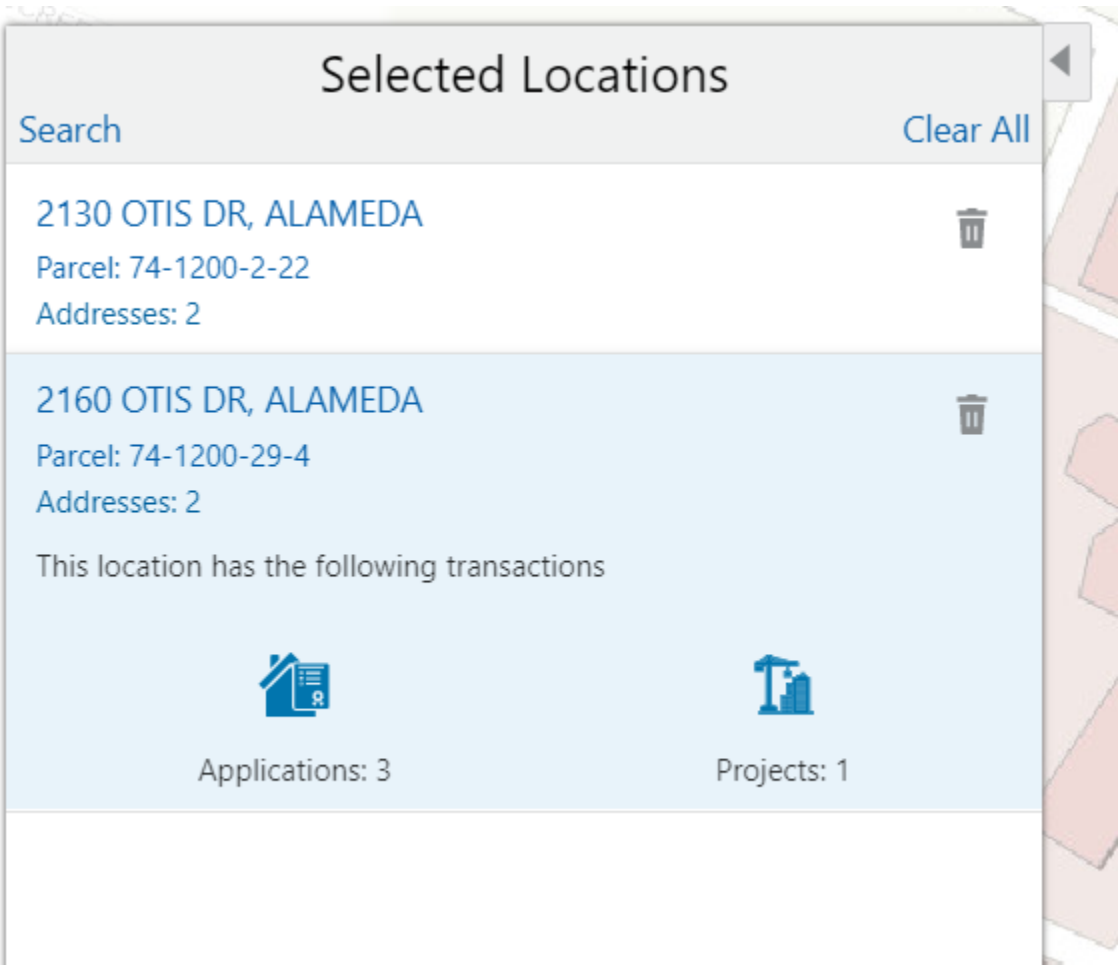 Selected Locations
Search Clear All
2130 OTIS DR, ALAMEDA
Parcel: 74-1200-2-22
Addresses: 2
2160 OTIS DR, ALAMEDA
Parcel: 74-1200-29-4
Addresses: 2
This location has the following transactions
Applications: 3 Projects: 1